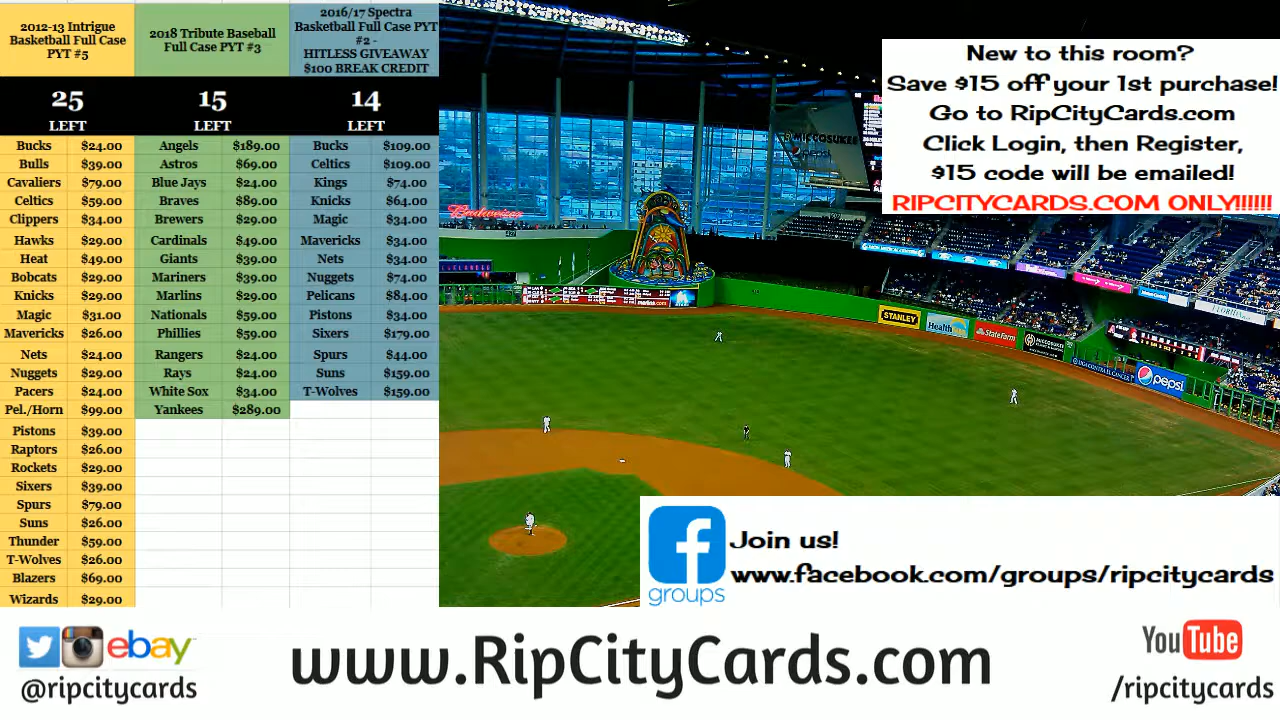 2012-13 Intrigue
Basketball Full Case
PYT #5
25
LEFT
Bucks $24.00
Bulls $39.00
Cavaliers $79.00
Celtics $59.00
Clippers $34.00
Hawks $29.00
Heat $49.00
Bobcats $29.00
Knicks $29.00
Magic $31.00
Mavericks $26.00
Nets $24.00
Nuggets $29.00
Pacers $24.00
Pel./Horn $99.00
Pistons $39.00
Raptors $26.00
Rockets $29.00
Sixers $39.00
Spurs $79.00
Suns $26.00
Thunder $59.00
T-Wolves $26.00
Blazers $69.00
Wizards $29.00
2018 Tribute Baseball
Full Case PYT #3
15
LEFT
Angels $189.00
Astros $69.00
Blue Jays $24.00
Braves $89.00
Brewers $29.00
Cardinals $49.00
Giants $39.00
Mariners $39.00
Marlins $29.00
Nationals $59.00
Phillies $59.00
Rangers $24.00
Rays $24.00
White Sox $34.00
Yankees $289.00
2016/17 Spectra
Basketball Full Case PYT
#2 -
HITLESS GIVEAWAY
$100 BREAK CREDIT
14
LEFT
Bucks $109.00
Celtics $109.00
Kings $74.00
Knicks $64.00
Magic $34.00
Mavericks $34.00
Nets $34.00
Nuggets $74.00
Pelicans $84.00
Pistons $34.00
Sixers $179.00
Spurs $44.00
Suns $159.00
T-Wolves $159.00
New to this room?
Save $15 off your 1st purchase!
Go to RipCityCards.com
Click Login, then Register,
$15 code will be emailed!
RIPCITYCARDS.COM ONLY!!!!!
MICCOSUKEE
pepsi
Budweiser
STANLEY
Health
State Farm
MICCOSUKEE
pepsi
f
groups
Join us!
www.facebook.com/groups/ripcitycards
ebay
@ripcitycards
www.RipCityCards.com
YouTube
/ripcitycards